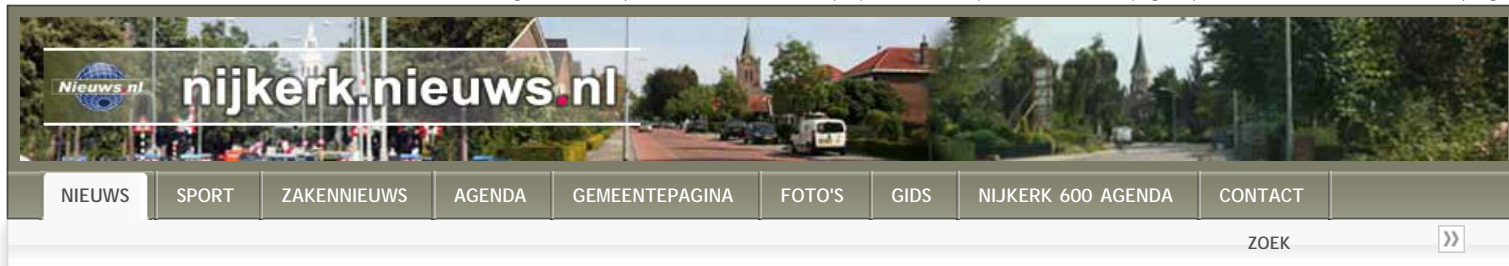 Nieuws.nl
nijkerk.nieuws.nl
NIEUWS SPORT ZAKENNIEUWS AGENDA GEMEENTEPAGINA FOTO'S GIDS NIJKERK 600 AGENDA CONTACT
ZOEK